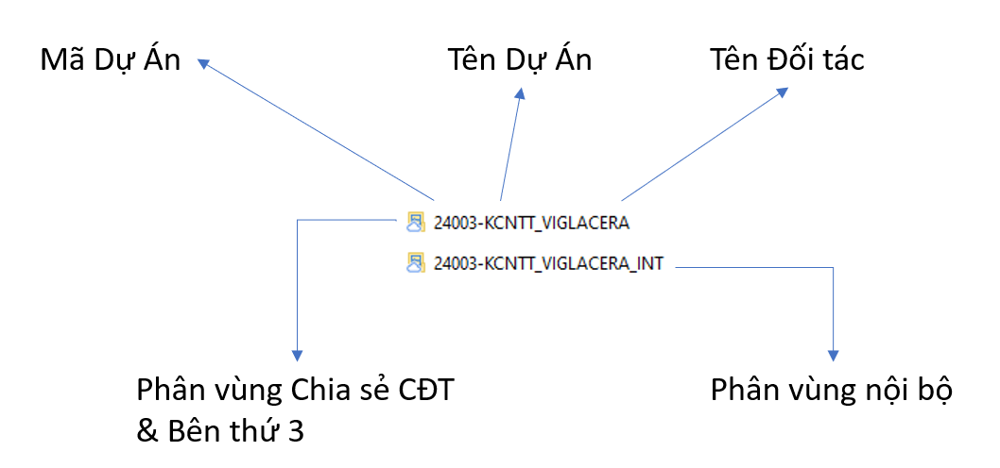 Mã Dự Án
Tên Dự Án
Tên Đối tác
24003-KCNTT_VIGLACERA
24003-KCNTT_VIGLACERA_INT
Phân vùng Chia sẻ CĐT
& Bên thứ 3
Phân vùng nội bộ